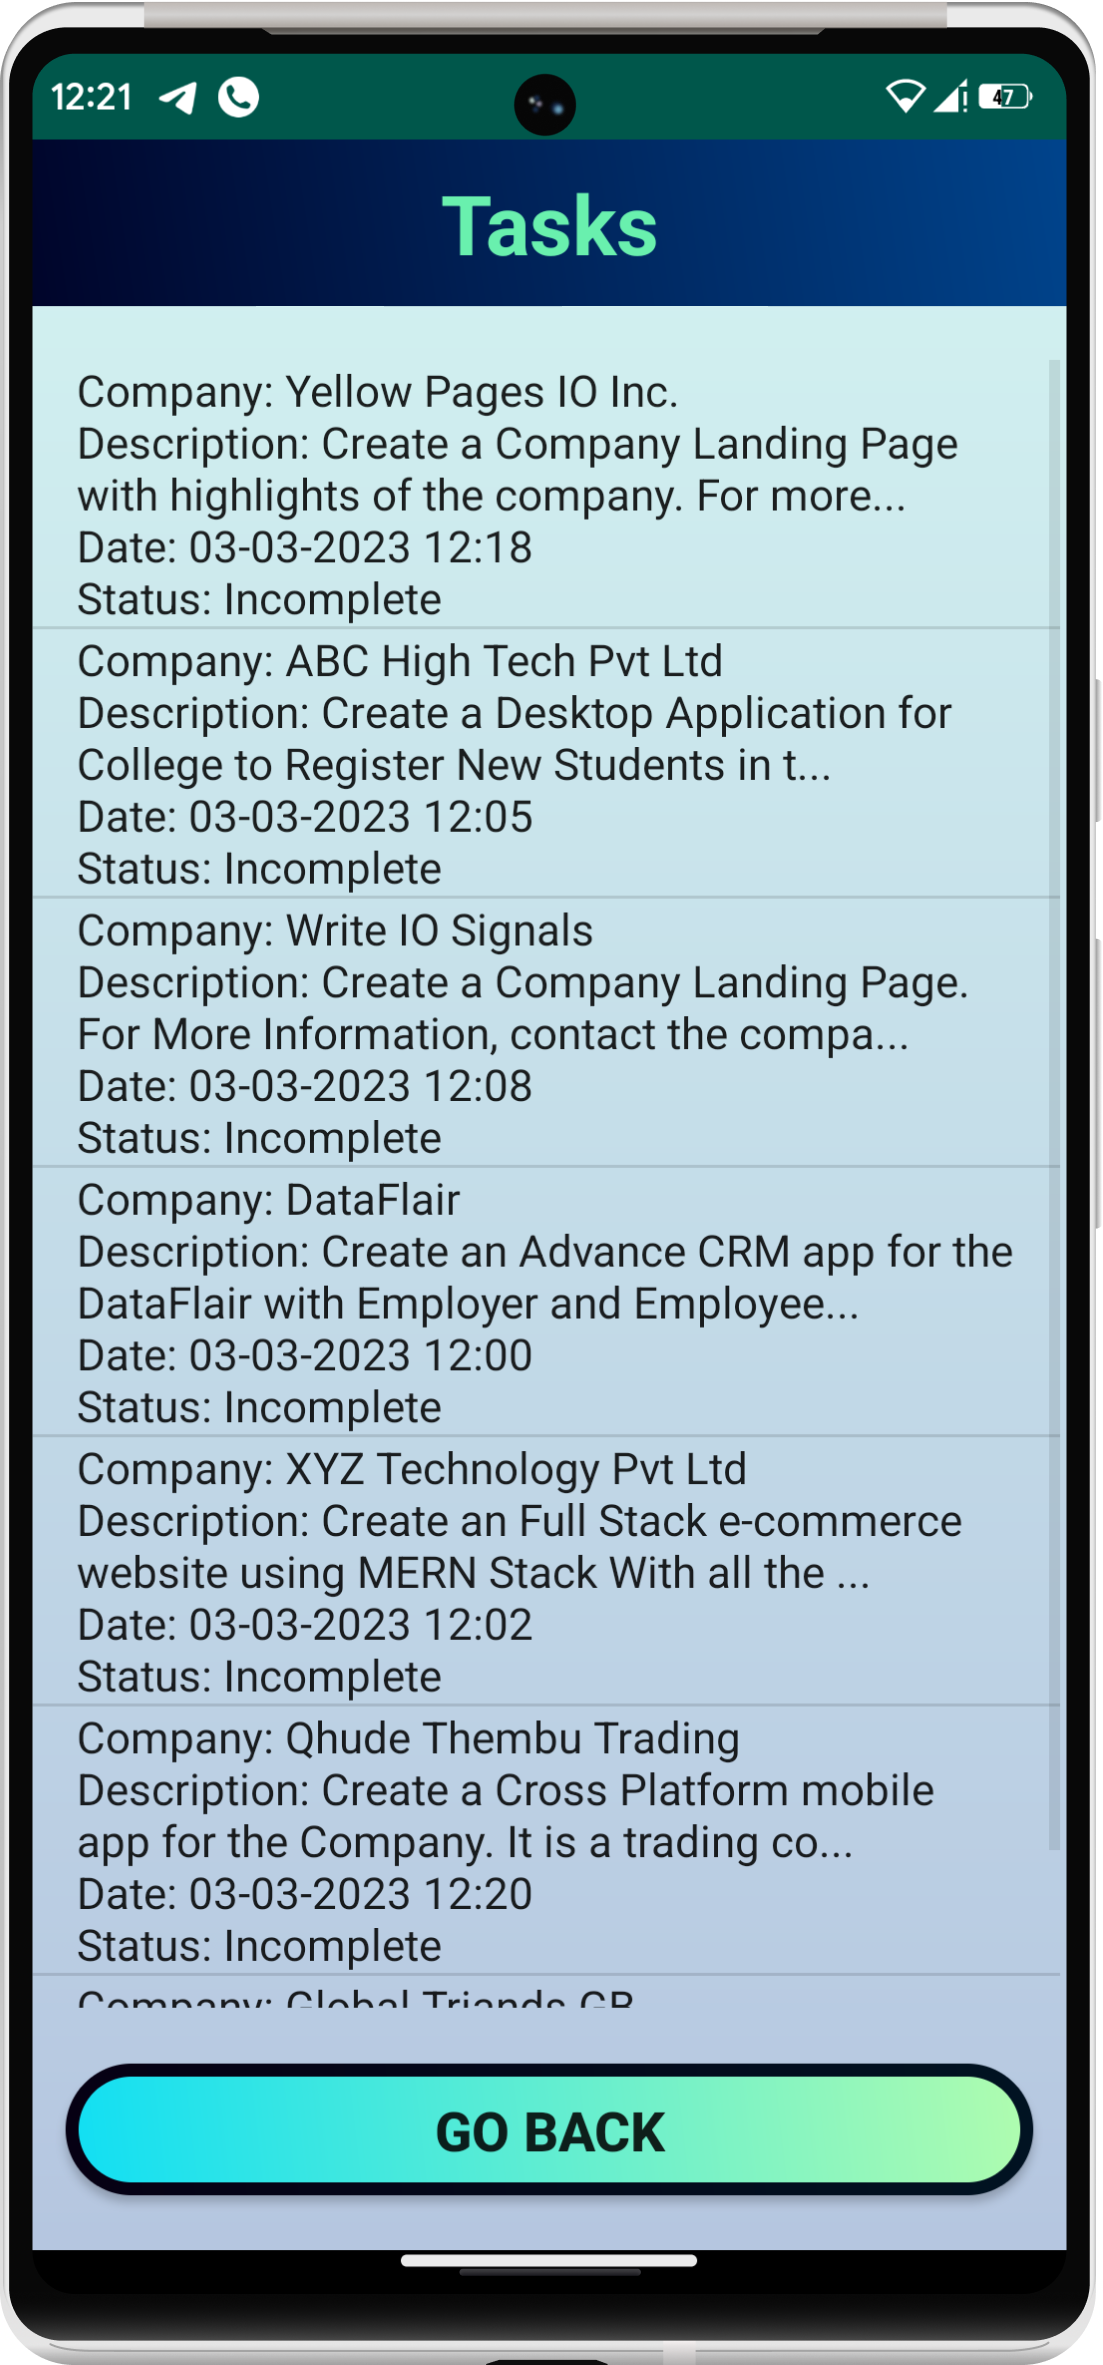 12:21
47
Tasks
Company: Yellow Pages IO Inc.
Description: Create a Company Landing Page
with highlights of the company. For more...
Date: 03-03-2023 12:18
Status: Incomplete
Company: ABC High Tech Pvt Ltd
Description: Create a Desktop Application for
College to Register New Students in t...
Date: 03-03-2023 12:05
Status: Incomplete
Company: Write IO Signals
Description: Create a Company Landing Page.
For More Information, contact the compa...
Date: 03-03-2023 12:08
Status: Incomplete
Company: DataFlair
Description: Create an Advance CRM app for the
DataFlair with Employer and Employee...
Date: 03-03-2023 12:00
Status: Incomplete
Company: XYZ Technology Pvt Ltd
Description: Create an Full Stack e-commerce
website using MERN Stack With all the ...
Date: 03-03-2023 12:02
Status: Incomplete
Company: Qhude Thembu Trading
Description: Create a Cross Platform mobile
app for the Company. It is a trading co...
Date: 03-03-2023 12:20
Status: Incomplete
Company: Global
GO BACK